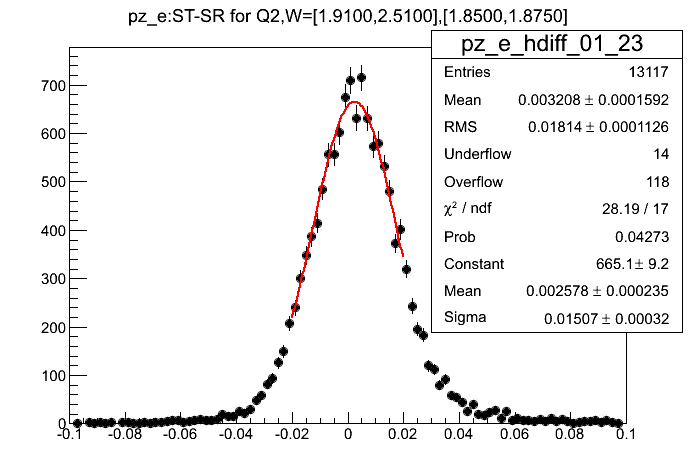 pz_e:ST-SR for Q2,W=[1.9100,2.5100],[1.8500,1.8750]
pz_e_hdiff_01_23
Entries 13117
Mean 0.003208 ± 0.0001592
RMS 0.01814 ± 0.0001126
Underflow 14
Overflow 118
χ² / ndf 28.19 / 17
Prob 0.04273
Constant 665.1± 9.2
Mean 0.002578 ± 0.000235
Sigma 0.01507 ± 0.00032
700
600
500
400
300
200
100
0
-0.1 -0.08 -0.06 -0.04 -0.02 0 0.02 0.04 0.06 0.08 0.1